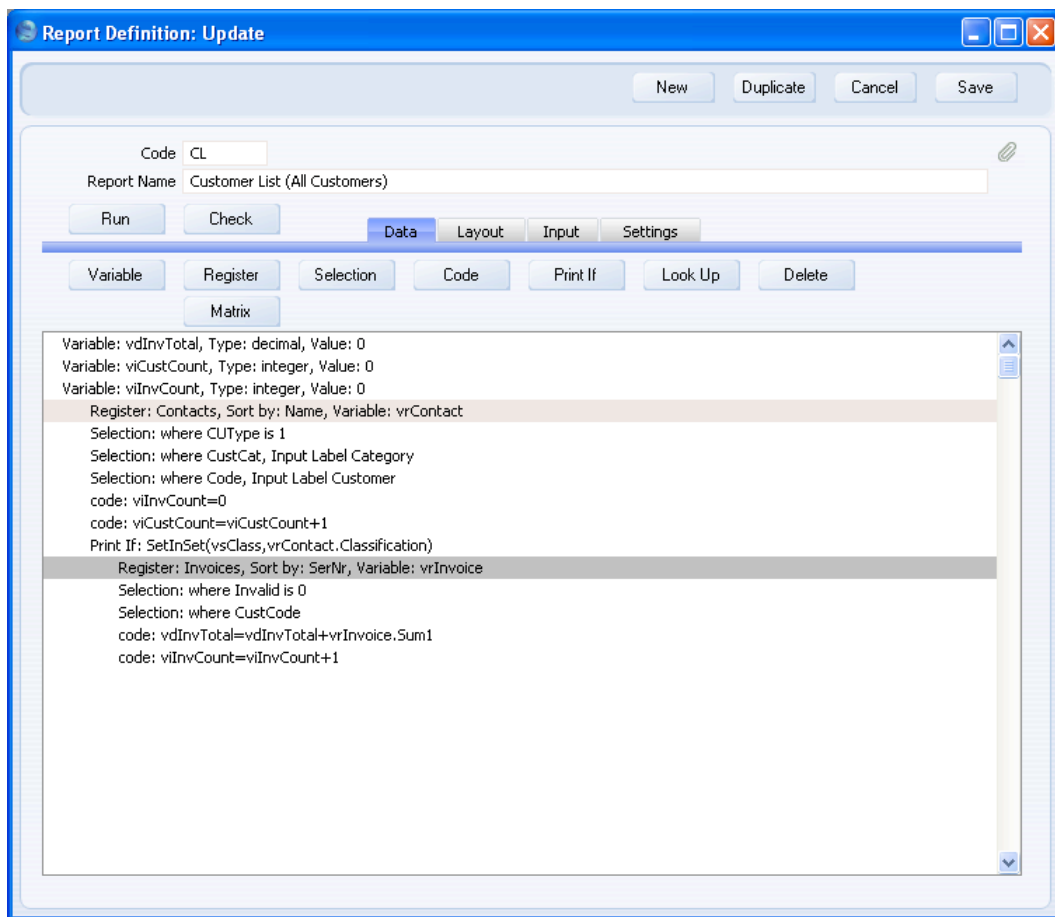 Report Definition: Update
New Duplicate Cancel Save
Code CL
Report Name Customer List (All Customers)
Run Check Data Layout Input Settings
Variable Register Selection Code Print If Look Up Delete
Matrix
Variable: vdInvTotal, Type: decimal, Value: 0
Variable: viCustCount, Type: integer, Value: 0
Variable: viInvCount, Type: integer, Value: 0
Register: Contacts, Sort by: Name, Variable: vrContact
Selection: where CUType is 1
Selection: where CustCat, Input Label Category
Selection: where Code, Input Label Customer
code: viInvCount=0
code: viCustCount=viCustCount+1
Print If: SetInSet(vsClass,vrContact.Classification)
Register: Invoices, Sort by: SerNr, Variable: vrInvoice
Selection: where Invalid is 0
Selection: where CustCode
code: vdInvTotal=vdInvTotal+vrInvoice.Sum1
code: viInvCount=viInvCount+1